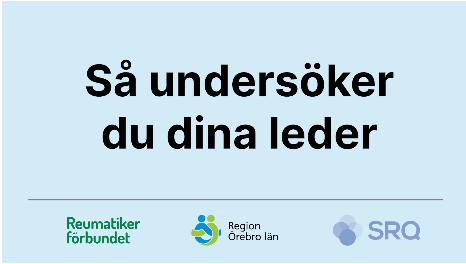 Så undersöker
du dina leder
Reumatiker
förbundet
Region
Örebro län
SRQ